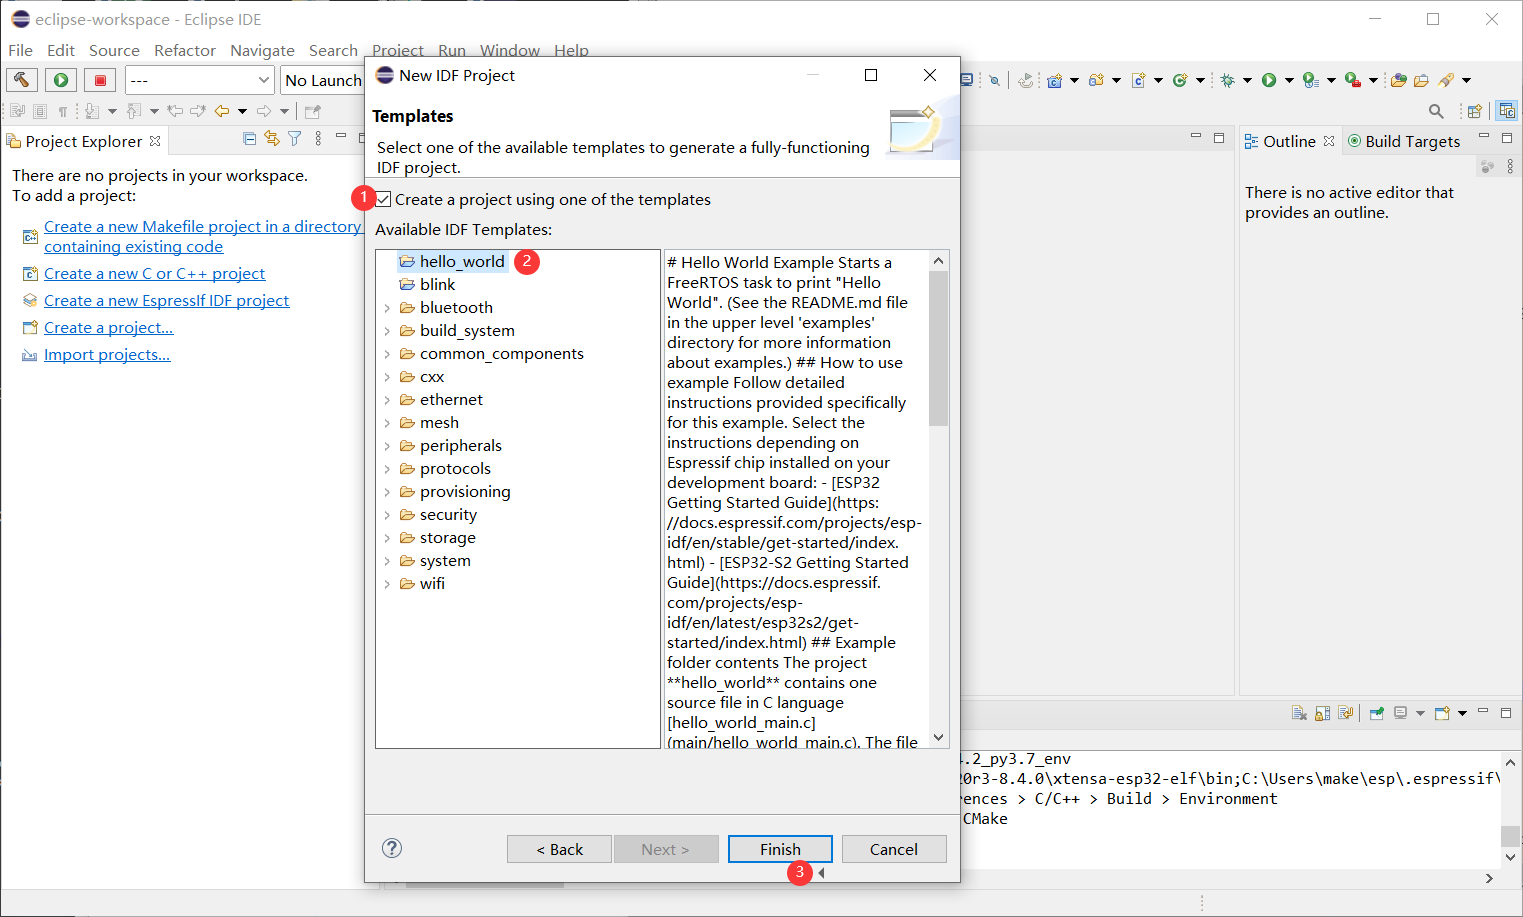 eclipse-workspace - Eclipse IDE
File Edit Source Refactor Navigate Search Project Run Window Help
---
No Launch
Project Explorer
There are no projects in your workspace.
To add a project:
Create a new Makefile project in a directory
containing existing code
Create a new C or C++ project
Create a new EspressIf IDF project
Create a project...
Import projects...
New IDF Project
Templates
Select one of the available templates to generate a fully-functioning
IDF project.
1
Create a project using one of the templates
Available IDF Templates:
hello_world
2
blink
bluetooth
build_system
common_components
cxx
ethernet
mesh
peripherals
protocols
provisioning
security
storage
system
wifi
# Hello World Example Starts a
FreeRTOS task to print "Hello
World". (See the README.md file
in the upper level 'examples'
directory for more information
about examples.) ## How to use
example Follow detailed
instructions provided specifically
for this example. Select the
instructions depending on
Espressif chip installed on your
development board: - [ESP32
Getting Started Guide](https:
//docs.espressif.com/projects/esp-
idf/en/stable/get-started/index.
html) - [ESP32-S2 Getting Started
Guide](https://docs.espressif.
com/projects/esp-
idf/en/latest/esp32s2/get-
started/index.html) ## Example
folder contents The project
**hello_world** contains one
source file in C language
[hello_world_main.c]
(main/hello_world_main.c). The file
< Back
Next >
Finish
Cancel
3
Outline
Build Targets
There is no active editor that
provides an outline.
.2_py3.7_env
20r3-8.4.0\xtensa-esp32-elf\bin;C:\Users\make\esp\.espressif\
rences > C/C++ > Build > Environment
CMake